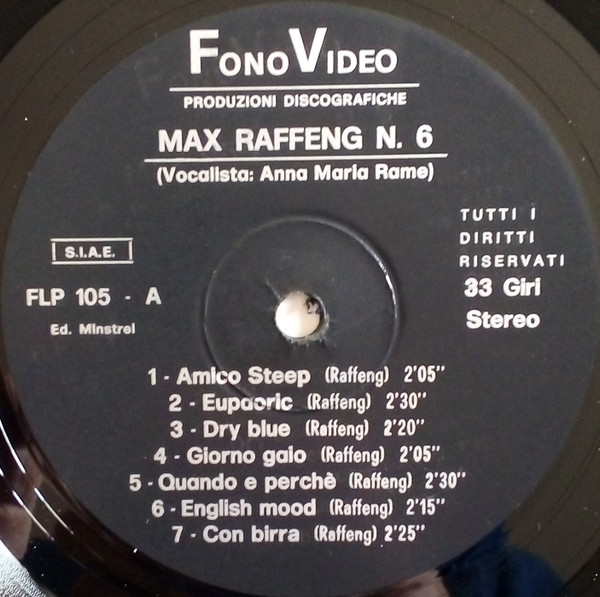 FONOVIDEO
PRODUZIONI DISCOGRAFICHE
MAX RAFFENG N. 6
(Vocalista: Anna Maria Rame)
TUTTI I
DIRITTI
RISERVATI
S.I.A.E.
FLP 105 - A
33 Giri
Ed. Minstrel
Stereo
1 - Amico Steep (Raffeng) 2'05''
2 - Eupaoric (Raffeng) 2'30''
3 - Dry blue (Raffeng) 2'20''
4 - Giorno gaio (Raffeng) 2'05''
5 - Quando e perchè (Raffeng) 2'30''
6 - English mood (Raffeng) 2'15''
7 - Con birra (Raffeng) 2'25''